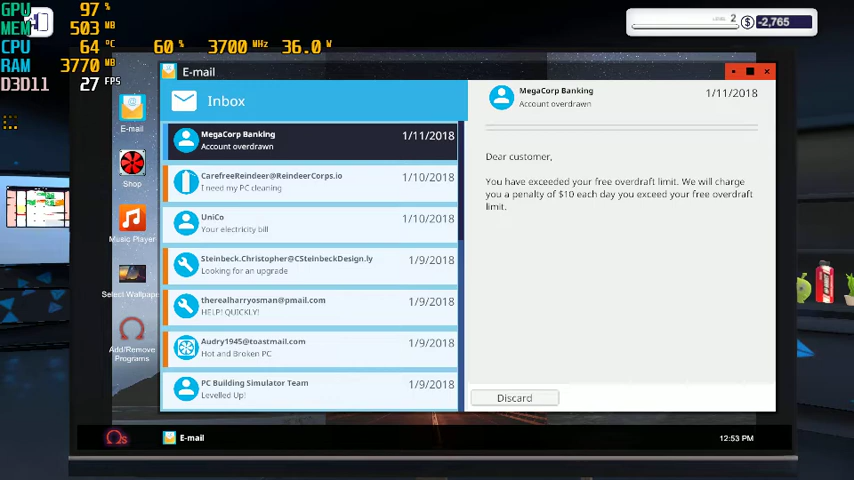 GPU 97 %
MEM 503 MB
CPU 64 °C 60 % 3700 MHz 36.0 W
RAM 3770 MB
D3D11 27 FPS
LEVEL 2
$ -2,765
E-mail
Inbox
MegaCorp Banking 1/11/2018
Account overdrawn
CarefreeReindeer@ReindeerCorps.io 1/10/2018
I need my PC cleaning
UniCo 1/10/2018
Your electricity bill
Steinbeck.Christopher@CSteinbeckDesign.ly 1/9/2018
Looking for an upgrade
therealharryosman@pmail.com 1/9/2018
HELP! QUICKLY!
Audry1945@toastmail.com 1/9/2018
Hot and Broken PC
PC Building Simulator Team 1/9/2018
Levelled Up!
MegaCorp Banking 1/11/2018
Account overdrawn
Dear customer,
You have exceeded your free overdraft limit. We will charge
you a penalty of $10 each day you exceed your free overdraft
limit.
Discard
E-mail
Shop
Music Player
Select Wallpape
Add/Remove
Programs
Os
E-mail
12:53 PM